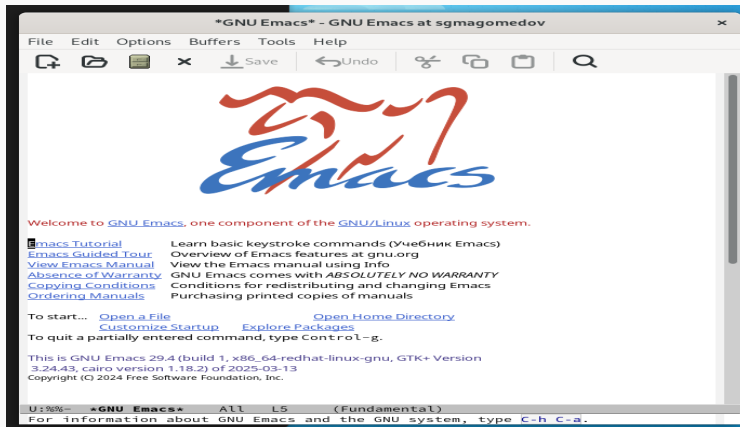 *GNU Emacs* - GNU Emacs at sgmagomedov ×
File Edit Options Buffers Tools Help
Save Undo
Emacs
Welcome to GNU Emacs, one component of the GNU/Linux operating system.
Emacs Tutorial Learn basic keystroke commands (Учебник Emacs)
Emacs Guided Tour Overview of Emacs features at gnu.org
View Emacs Manual View the Emacs manual using Info
Absence of Warranty GNU Emacs comes with ABSOLUTELY NO WARRANTY
Copying Conditions Conditions for redistributing and changing Emacs
Ordering Manuals Purchasing printed copies of manuals
To start... Open a File Open Home Directory
Customize Startup Explore Packages
To quit a partially entered command, type Control-g.
This is GNU Emacs 29.4 (build 1, x86_64-redhat-linux-gnu, GTK+ Version
3.24.43, cairo version 1.18.2) of 2025-03-13
Copyright (C) 2024 Free Software Foundation, Inc.
U:%%- *GNU Emacs* All L5 (Fundamental)
For information about GNU Emacs and the GNU system, type C-h C-a.